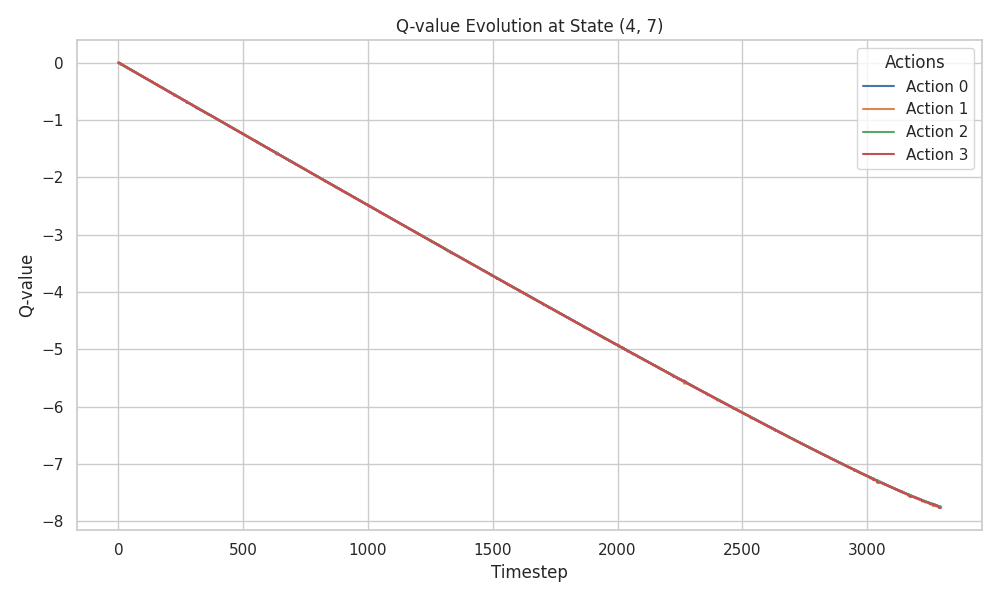 Q-value Evolution at State (4, 7)
Actions
Action 0
Action 1
Action 2
Action 3
Q-value
0
−1
−2
−3
−4
−5
−6
−7
−8
0 500 1000 1500 2000 2500 3000
Timestep